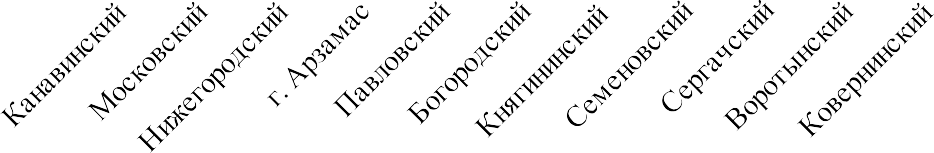 Канавинский
Московский
Нижегородский
г. Арзамас
Павловский
Богородский
Княгининский
Семеновский
Сергачский
Воротынский
Ковернинский